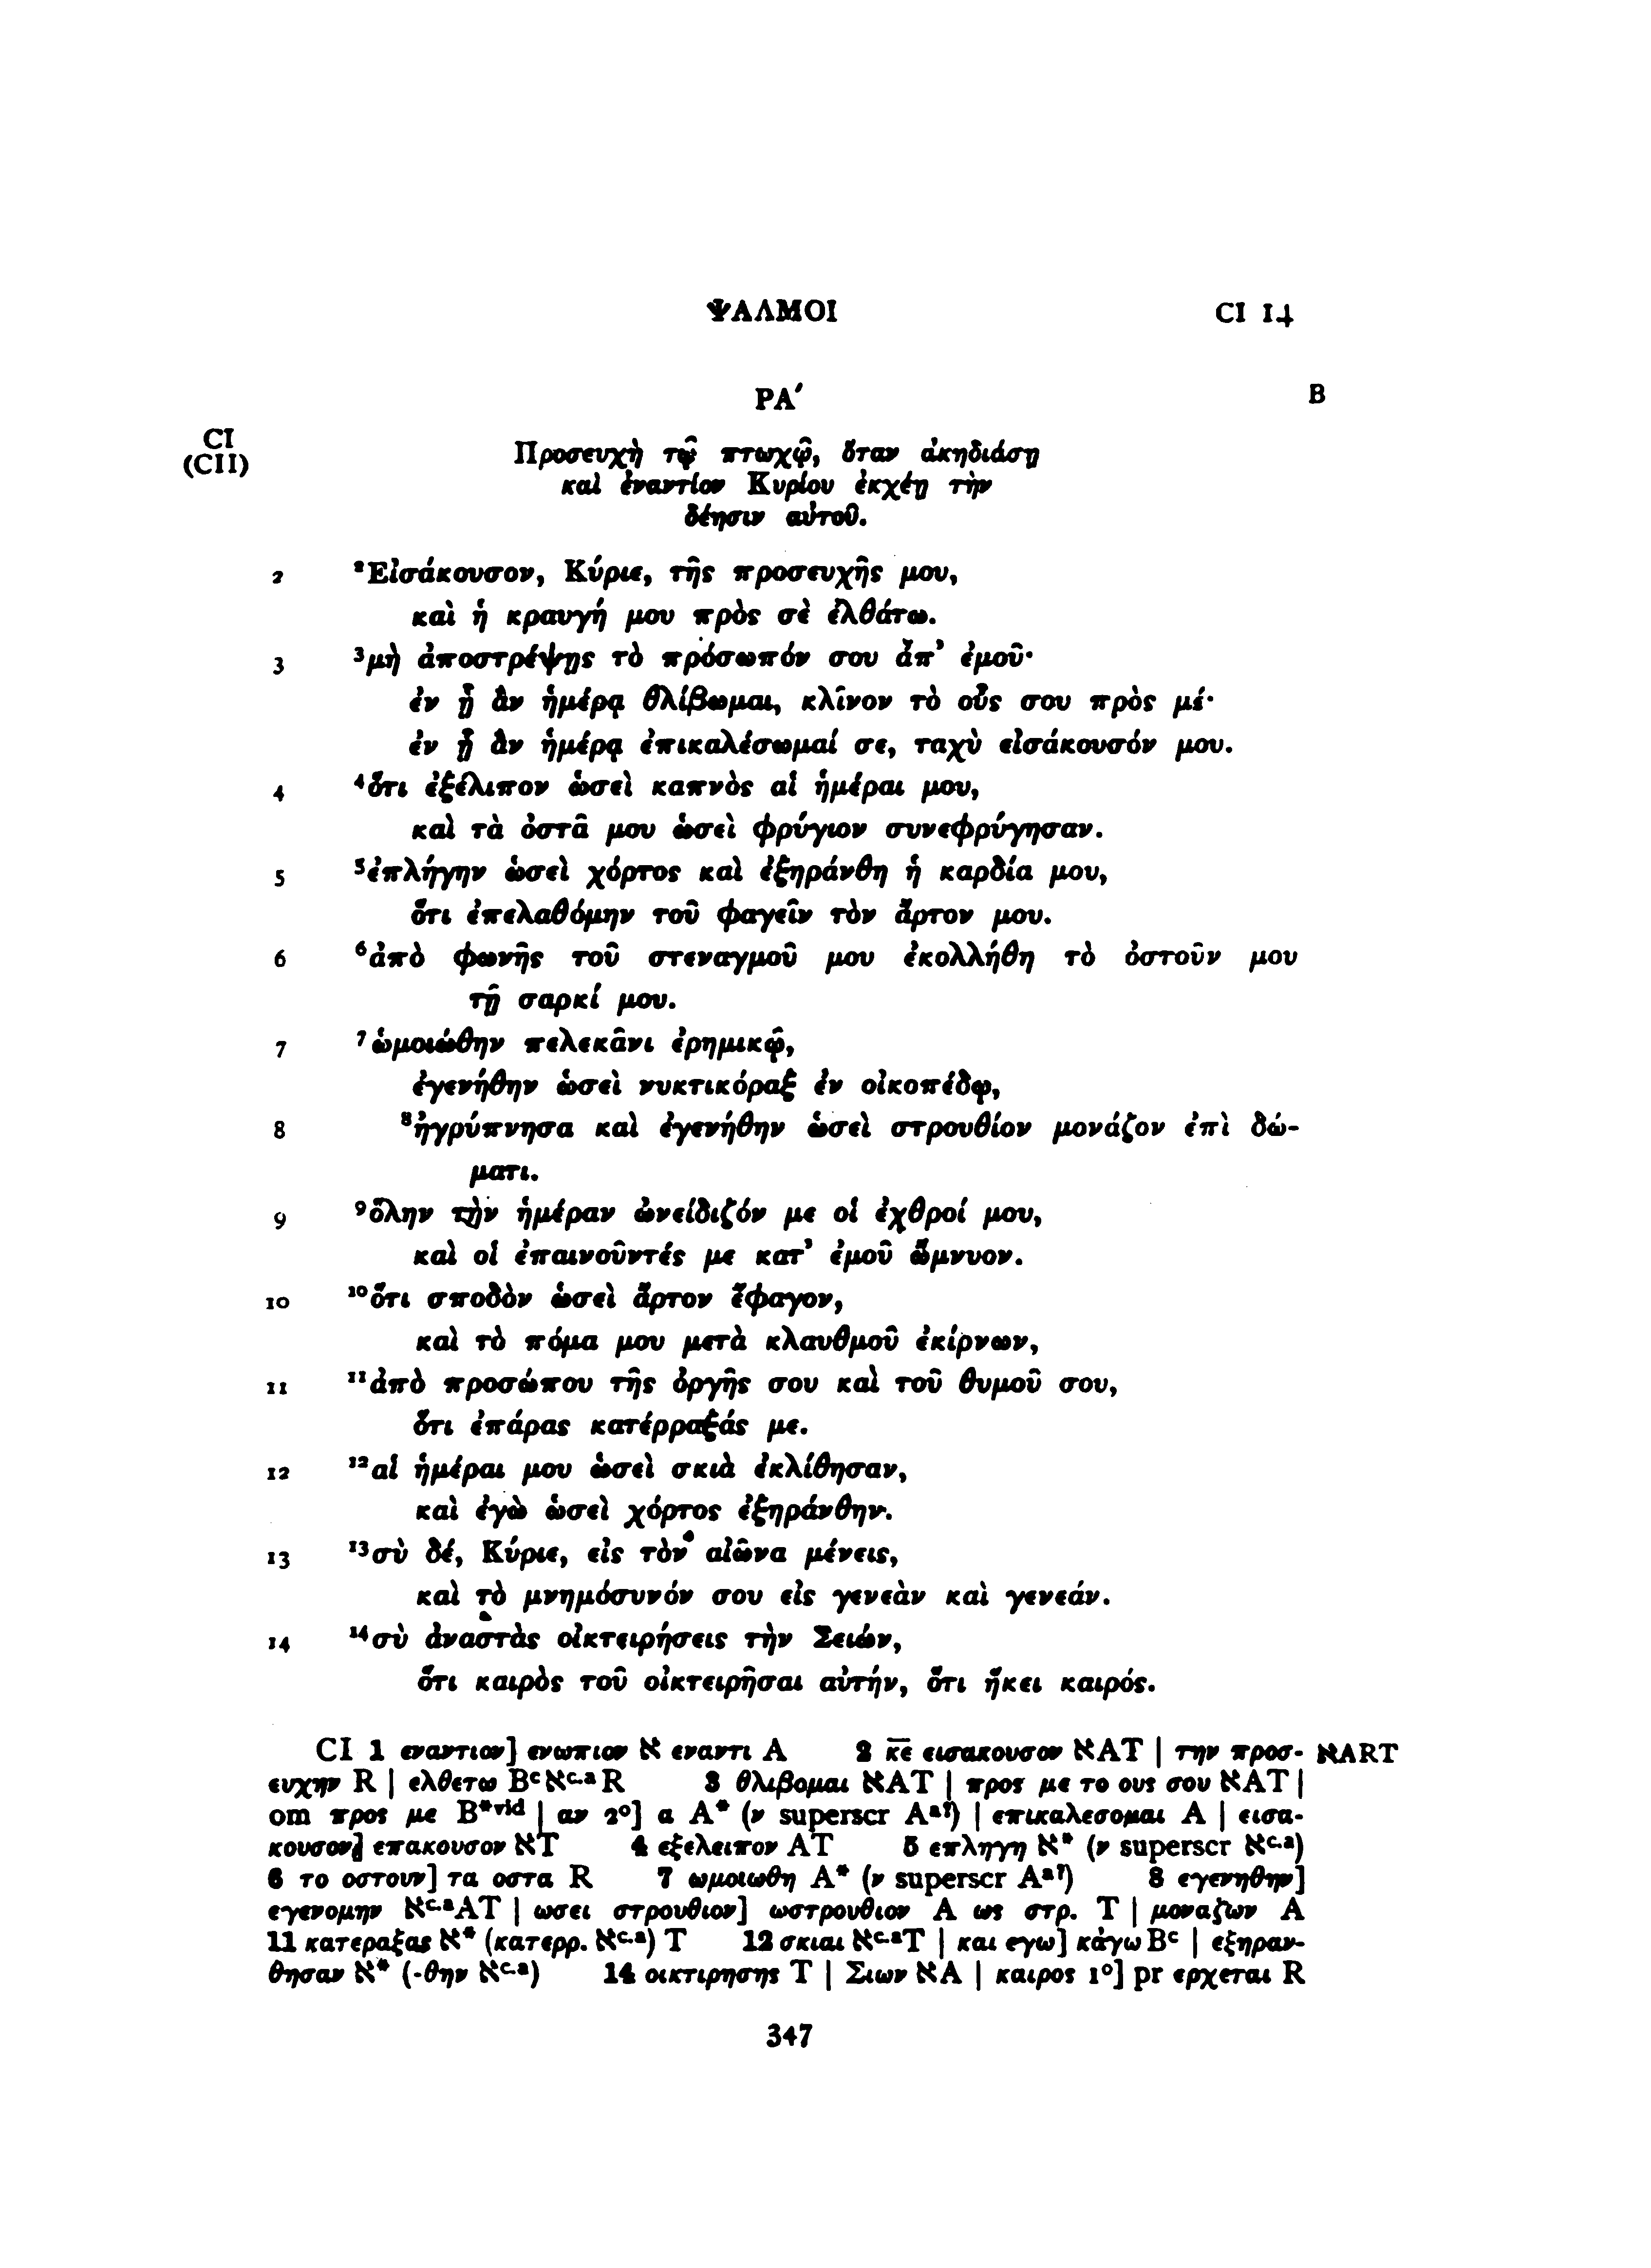 ΨΑΛΜΟΙ CI 14
ΡΑ′ B
CI
(CII)
Προσευχὴ τῷ πτωχῷ, ὅταν ἀκηδιάσῃ
καὶ ἐναντίον Κυρίου ἐκχέῃ τὴν
δέησιν αὐτοῦ.
2 ²Εἰσάκουσον, Κύριε, τῆς προσευχῆς μου,
καὶ ἡ κραυγή μου πρὸς σὲ ἐλθάτω.
3 ³μὴ ἀποστρέψῃς τὸ πρόσωπόν σου ἀπ’ ἐμοῦ·
ἐν ᾗ ἂν ἡμέρᾳ θλίβωμαι, κλῖνον τὸ οὖς σου πρὸς μέ·
ἐν ᾗ ἂν ἡμέρᾳ ἐπικαλέσωμαί σε, ταχὺ εἰσάκουσόν μου.
4 ⁴ὅτι ἐξέλιπον ὡσεὶ καπνὸς αἱ ἡμέραι μου,
καὶ τὰ ὀστᾶ μου ὡσεὶ φρύγιον συνεφρύγησαν.
5 ⁵ἐπλήγην ὡσεὶ χόρτος καὶ ἐξηράνθη ἡ καρδία μου,
ὅτι ἐπελαθόμην τοῦ φαγεῖν τὸν ἄρτον μου.
6 ⁶ἀπὸ φωνῆς τοῦ στεναγμοῦ μου ἐκολλήθη τὸ ὀστοῦν μου
τῇ σαρκί μου.
7 ⁷ὡμοιώθην πελεκᾶνι ἐρημικῷ,
ἐγενήθην ὡσεὶ νυκτικόραξ ἐν οἰκοπέδῳ,
8 ⁸ἠγρύπνησα καὶ ἐγενήθην ὡσεὶ στρουθίον μονάζον ἐπὶ δώ-
ματι.
9 ⁹ὅλην τὴν ἡμέραν ὠνείδιζόν με οἱ ἐχθροί μου,
καὶ οἱ ἐπαινοῦντές με κατ’ ἐμοῦ ὤμνυον.
10 ¹⁰ὅτι σποδὸν ὡσεὶ ἄρτον ἔφαγον,
καὶ τὸ πόμα μου μετὰ κλαυθμοῦ ἐκίρνων,
11 ¹¹ἀπὸ προσώπου τῆς ὀργῆς σου καὶ τοῦ θυμοῦ σου,
ὅτι ἐπάρας κατέρραξάς με.
12 ¹²αἱ ἡμέραι μου ὡσεὶ σκιὰ ἐκλίθησαν,
καὶ ἐγὼ ὡσεὶ χόρτος ἐξηράνθην.
13 ¹³σὺ δέ, Κύριε, εἰς τὸν αἰῶνα μένεις,
καὶ τὸ μνημόσυνόν σου εἰς γενεὰν καὶ γενεάν.
14 ¹⁴σὺ ἀναστὰς οἰκτειρήσεις τὴν Σειών,
ὅτι καιρὸς τοῦ οἰκτειρῆσαι αὐτήν, ὅτι ἥκει καιρός.
CI 1 εναντιον] ενωπιον ℵ εναντι A 2 κ̅ε̅ εισακουσον ℵAT | την προσ- ℵART
ευχην R | ελθετω Bᶜℵᶜ·ᵃR 3 θλιβομαι ℵAT | προς με το ους σου ℵAT |
om προς με B*ᵛⁱᵈ | αν 2°] α A* (ν superscr Aᵃ?) | επικαλεσομαι A | εισα-
κουσον] επακουσον ℵT 4 εξελειπον AT 5 επληγη ℵ* (ν superscr ℵᶜ·ᵃ)
6 το οστουν] τα οστα R 7 ωμοιωθη A* (ν superscr Aᵃ?) 8 εγενηθην]
εγενομην ℵᶜ·ᵃAT | ωσει στρουθιον] ωστρουθιον A ως στρ. T | μοναζων A
11 κατεραξας ℵ* (κατερρ. ℵᶜ·ᵃ) T 12 σκιαι ℵᶜ·ᵃT | και εγω] κἀγω Bᶜ | εξηραν-
θησαν ℵ* (-θην ℵᶜ·ᵃ) 14 οικτιρησης T | Σιων ℵA | καιρος 1°] pr ερχεται R
347